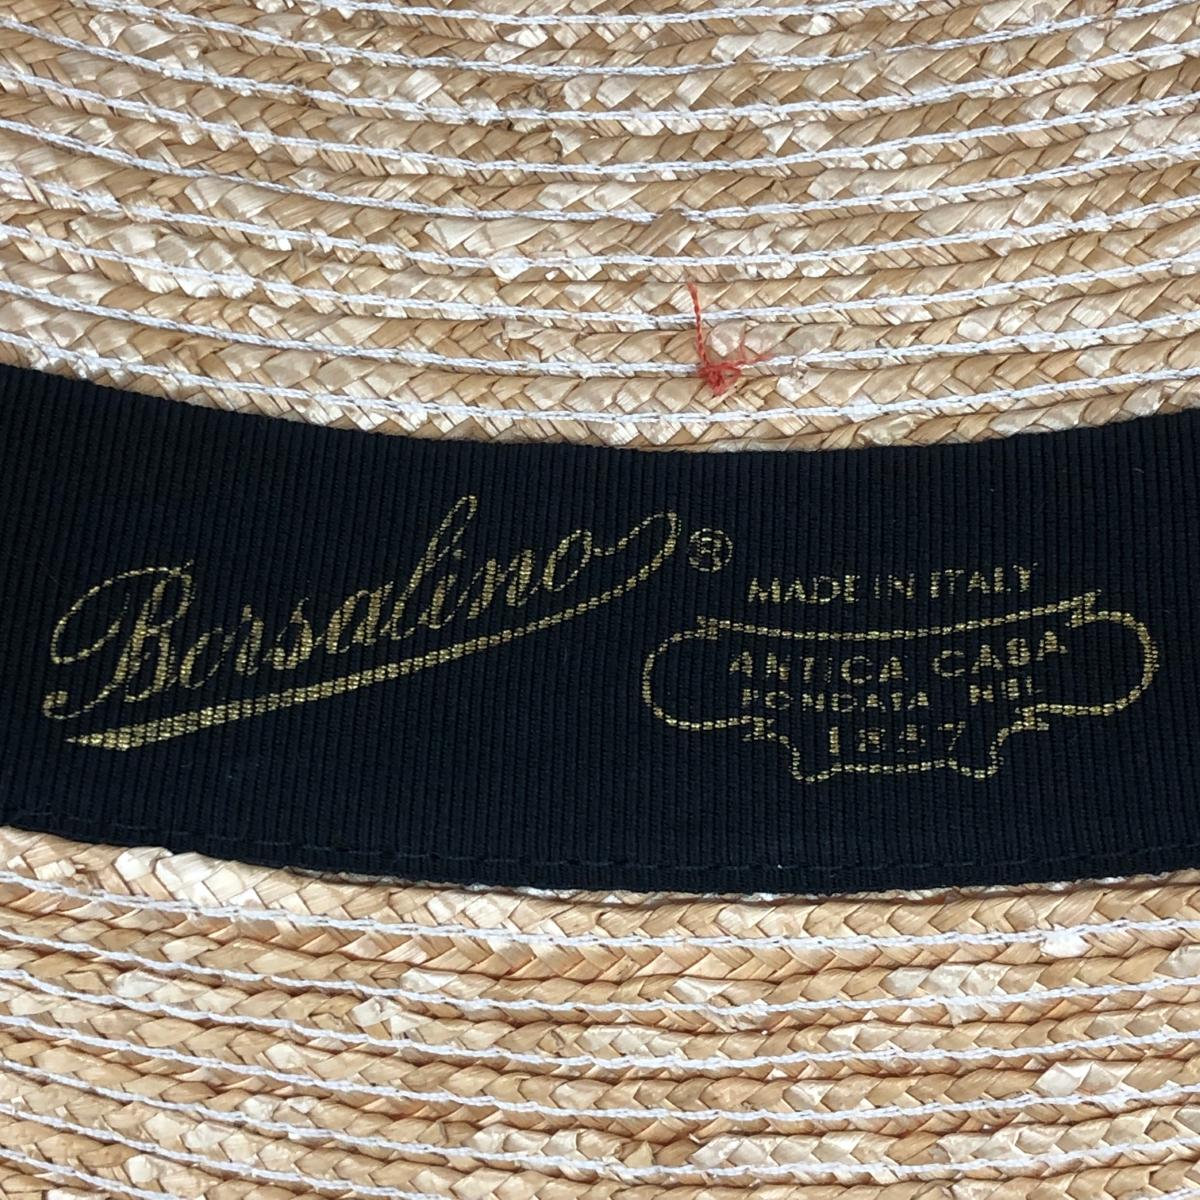 Borsalino ®
MADE IN ITALY
ANTICA CASA
FONDATA NEL
1857